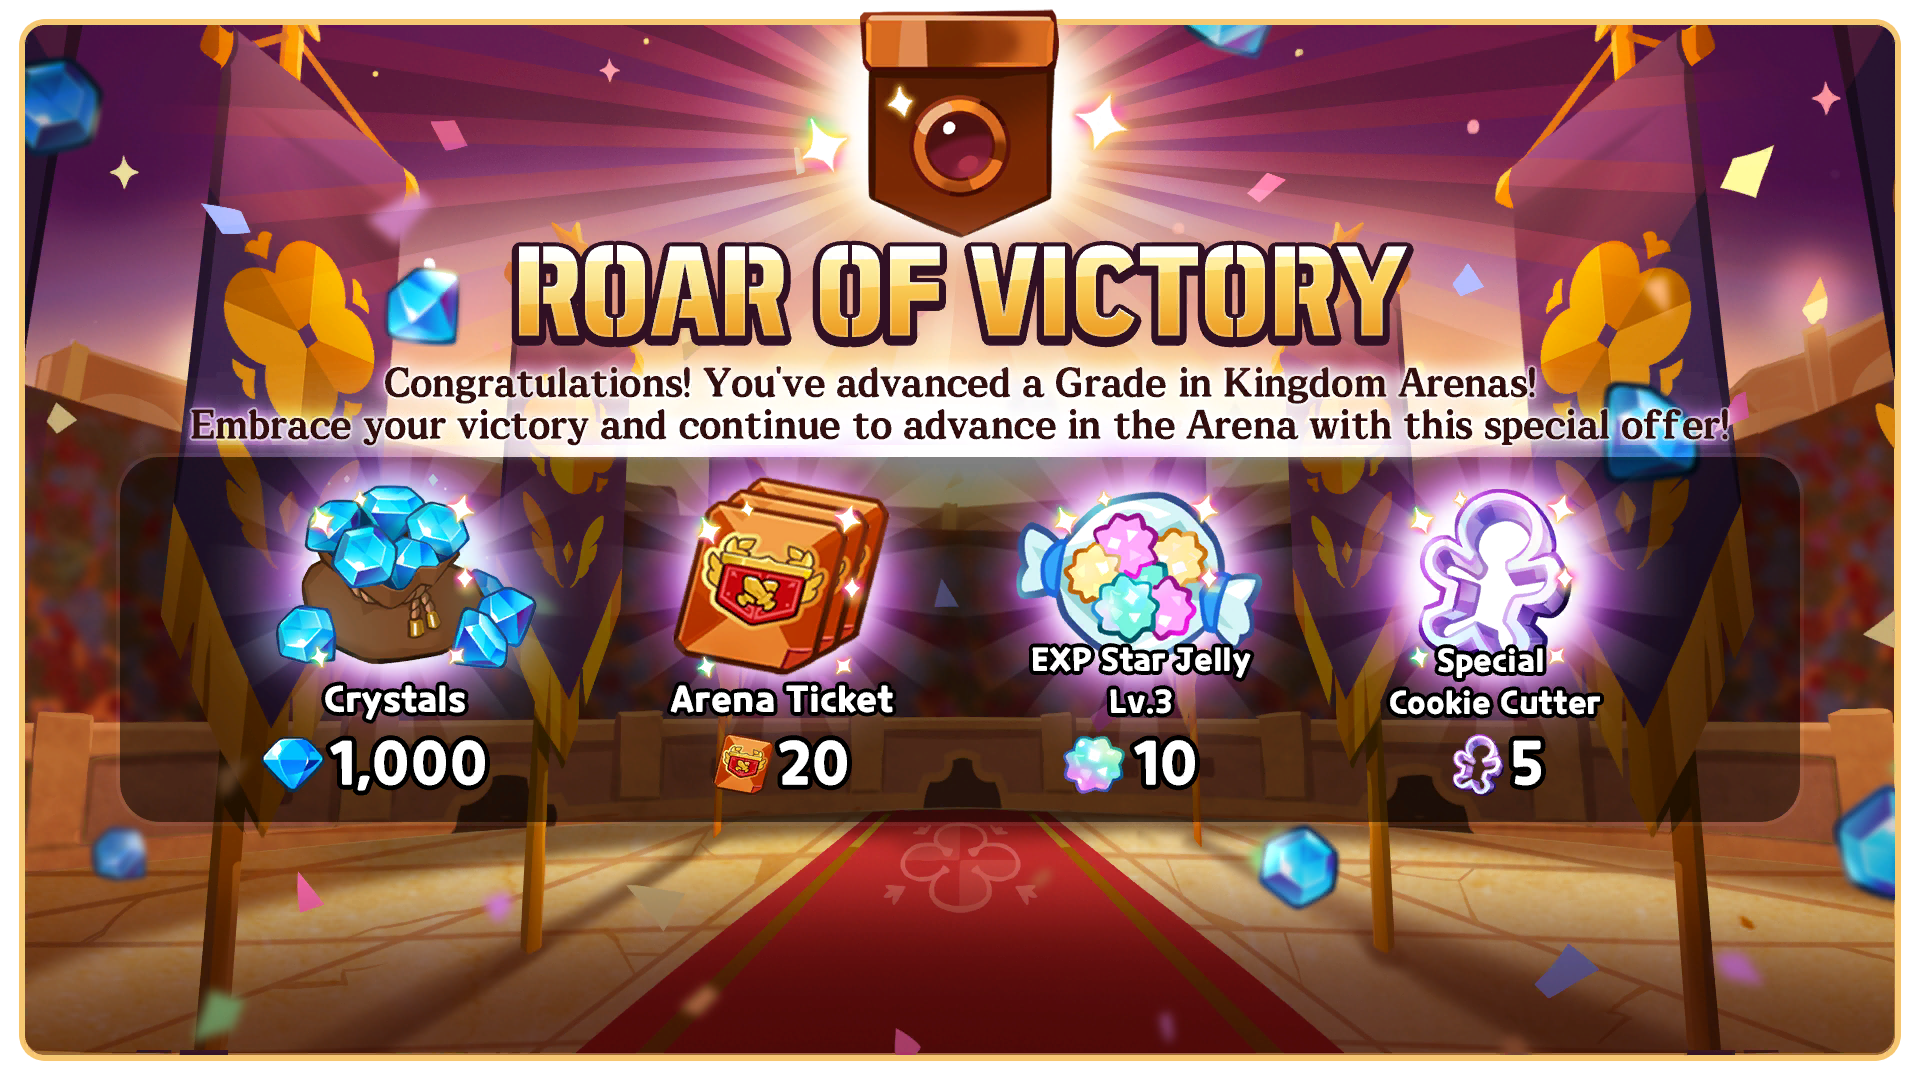 ROAR OF VICTORY
Congratulations! You've advanced a Grade in Kingdom Arenas!
Embrace your victory and continue to advance in the Arena with this special offer!
Crystals
1,000
Arena Ticket
20
EXP Star Jelly
Lv.3
10
Special
Cookie Cutter
5